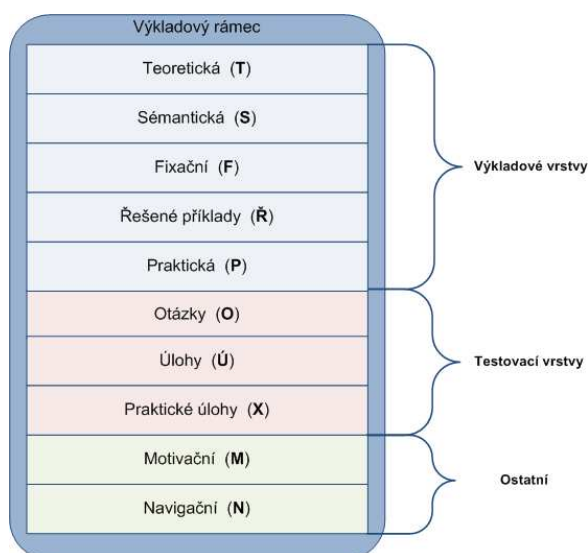 Výkladový rámec
Teoretická (T)
Sémantická (S)
Fixační (F)
Řešené příklady (Ř)
Praktická (P)
Výkladové vrstvy
Otázky (O)
Úlohy (Ú)
Praktické úlohy (X)
Testovací vrstvy
Motivační (M)
Navigační (N)
Ostatní